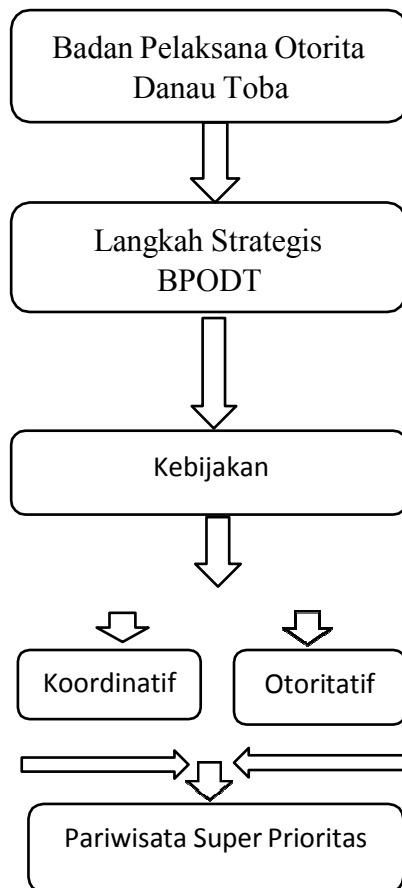 Badan Pelaksana Otorita
Danau Toba
Langkah Strategis
BPODT
Kebijakan
Koordinatif
Otoritatif
Pariwisata Super Prioritas